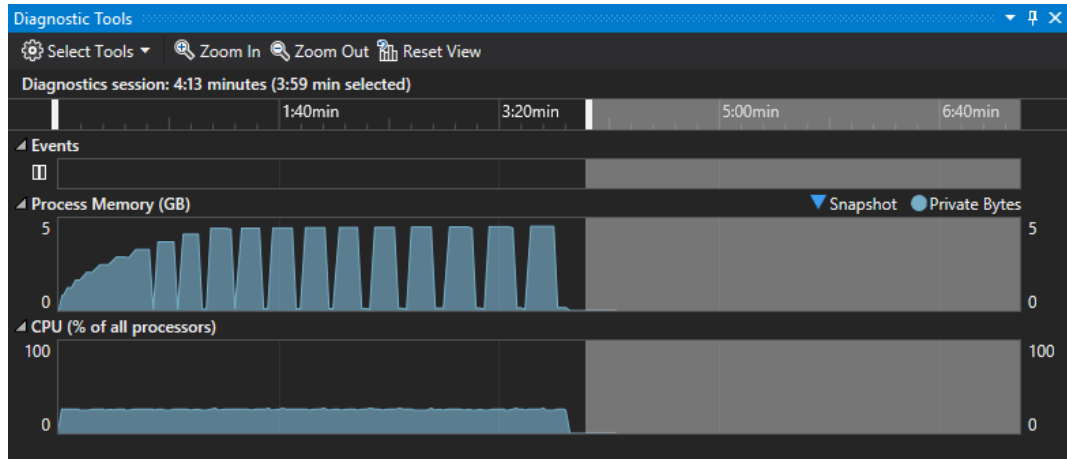 Diagnostic Tools
Select Tools Zoom In Zoom Out Reset View
Diagnostics session: 4:13 minutes (3:59 min selected)
1:40min 3:20min 5:00min 6:40min
Events
Process Memory (GB) Snapshot Private Bytes
5 5
0 0
CPU (% of all processors)
100 100
0 0